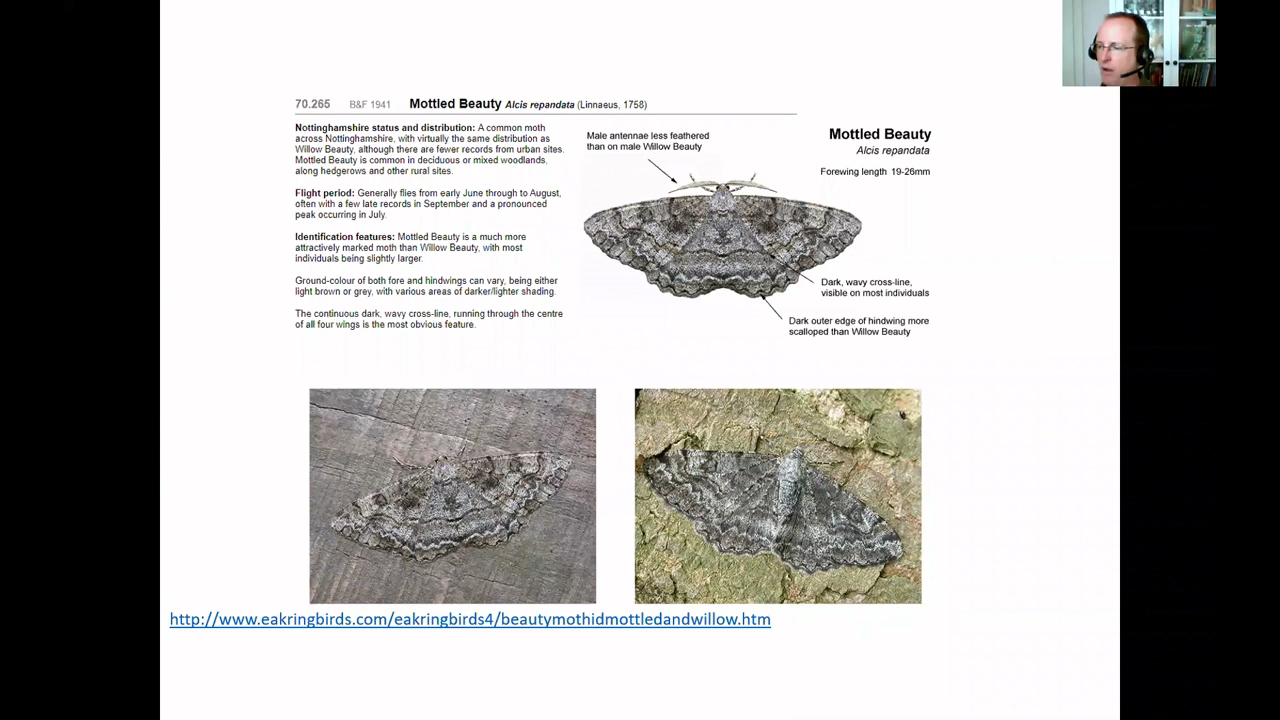 70.265 B&F 1941 Mottled Beauty Alcis repandata (Linnaeus, 1758)
Nottinghamshire status and distribution: A common moth
across Nottinghamshire, with virtually the same distribution as
Willow Beauty, although there are fewer records from urban sites.
Mottled Beauty is common in deciduous or mixed woodlands,
along hedgerows and other rural sites.
Flight period: Generally flies from early June through to August,
often with a few late records in September and a pronounced
peak occurring in July.
Identification features: Mottled Beauty is a much more
attractively marked moth than Willow Beauty, with most
individuals being slightly larger.
Ground-colour of both fore and hindwings can vary, being either
light brown or grey, with various areas of darker/lighter shading.
The continuous dark, wavy cross-line, running through the centre
of all four wings is the most obvious feature.
Male antennae less feathered
than on male Willow Beauty
Mottled Beauty
Alcis repandata
Forewing length 19-26mm
Dark, wavy cross-line,
visible on most individuals
Dark outer edge of hindwing more
scalloped than Willow Beauty
http://www.eakringbirds.com/eakringbirds4/beautymothidmottledandwillow.htm